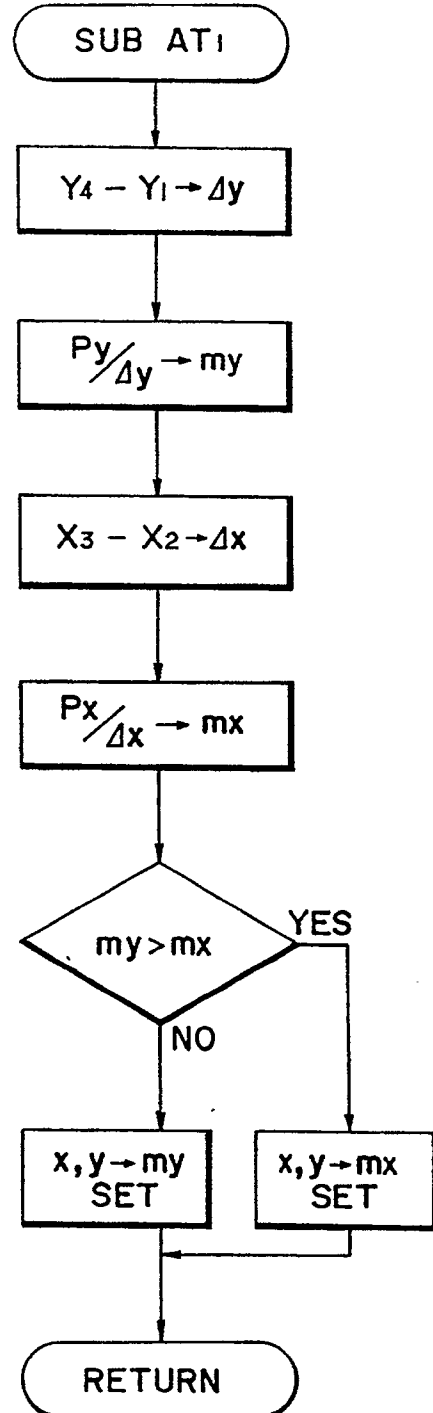 SUB AT1
Y4 - Y1 → Δy
Py/Δy → my
X3 - X2 → Δx
Px/Δx → mx
my > mx
YES
NO
x, y → my
SET
x, y → mx
SET
RETURN